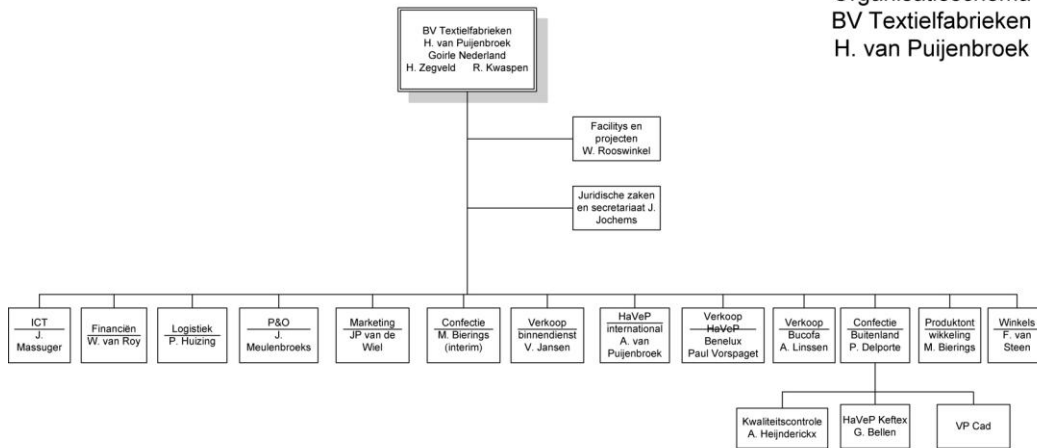 Organisatieschema
BV Textielfabrieken
H. van Puijenbroek
BV Textielfabrieken
H. van Puijenbroek
Goirle Nederland
H. Zegveld R. Kwaspen
Facilitys en
projecten
W. Rooswinkel
Juridische zaken
en secretariaat J.
Jochems
ICT
J.
Massuger
Financiën
W. van Roy
Logistiek
P. Huizing
P&O
J.
Meulenbroeks
Marketing
JP van de
Wiel
Confectie
M. Bierings
(interim)
Verkoop
binnendienst
V. Jansen
HaVeP
international
A. van
Puijenbroek
Verkoop
HaVeP
Benelux
Paul Vorspaget
Verkoop
Bucofa
A. Linssen
Confectie
Buitenland
P. Delporte
Produktont
wikkeling
M. Bierings
Winkels
F. van
Steen
Kwaliteitscontrole
A. Heijnderickx
HaVeP Keftex
G. Bellen
VP Cad